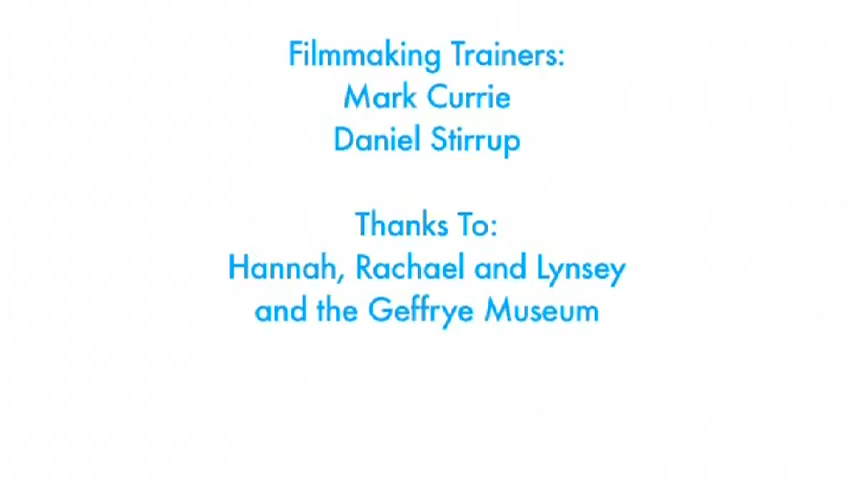 Filmmaking Trainers:
Mark Currie
Daniel Stirrup
Thanks To:
Hannah, Rachael and Lynsey
and the Geffrye Museum